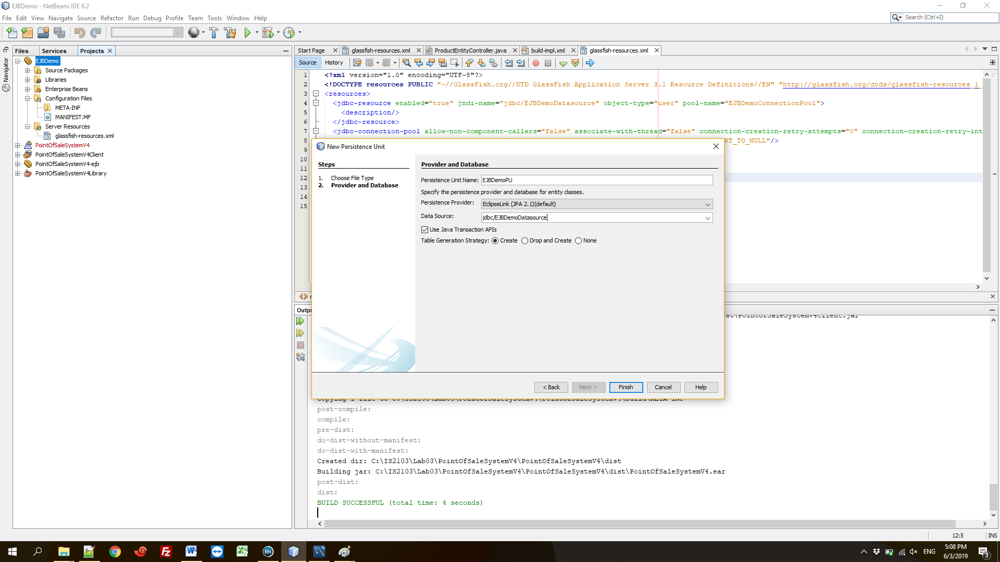 EJBDemo - NetBeans IDE 8.2
File Edit View Navigate Source Refactor Run Debug Profile Team Tools Window Help
Search (Ctrl+I)
Files Services Projects
Navigator
EJBDemo
Source Packages
Libraries
Enterprise Beans
Configuration Files
META-INF
MANIFEST.MF
Server Resources
glassfish-resources.xml
PointOfSaleSystemV4
PointOfSaleSystemV4Client
PointOfSaleSystemV4-ejb
PointOfSaleSystemV4Library
Start Page glassfish-resources.xml ProductEntityController.java build-impl.xml glassfish-resources.xml
Source History
1 <?xml version="1.0" encoding="UTF-8"?>
2 <!DOCTYPE resources PUBLIC "-//GlassFish.org//DTD GlassFish Application Server 3.1 Resource Definitions//EN" "http://glassfish.org/dtds/glassfish-resources_1
3 <resources>
4 <jdbc-resource enabled="true" jndi-name="jdbc/EJBDemoDatasource" object-type="user" pool-name="EJBDemoConnectionPool">
5 <description/>
6 </jdbc-resource>
7 <jdbc-connection-pool allow-non-component-callers="false" associate-with-thread="false" connection-creation-retry-attempts="0" connection-creation-retry-int
8 RT_TO_NULL"/>
9
10
11
12
13
14
15
New Persistence Unit
Steps
1. Choose File Type
2. Provider and Database
Provider and Database
Persistence Unit Name: EJBDemoPU
Specify the persistence provider and database for entity classes.
Persistence Provider: EclipseLink (JPA 2.1)(default)
Data Source: jdbc/EJBDemoDatasource
Use Java Transaction APIs
Table Generation Strategy: Create Drop and Create None
< Back Next > Finish Cancel Help
Outpu
st\PointOfSaleSystemV4Client.jar
Copying 1 file to C:\IS2103\Lab03\PointOfSaleSystemV4\PointOfSaleSystemV4\build\META-INF
post-compile:
compile:
pre-dist:
do-dist-without-manifest:
do-dist-with-manifest:
Created dir: C:\IS2103\Lab03\PointOfSaleSystemV4\PointOfSaleSystemV4\dist
Building jar: C:\IS2103\Lab03\PointOfSaleSystemV4\PointOfSaleSystemV4\dist\PointOfSaleSystemV4.ear
post-dist:
dist:
BUILD SUCCESSFUL (total time: 4 seconds)
12:5 INS
EN
ENG
5:08 PM
6/3/2019
3